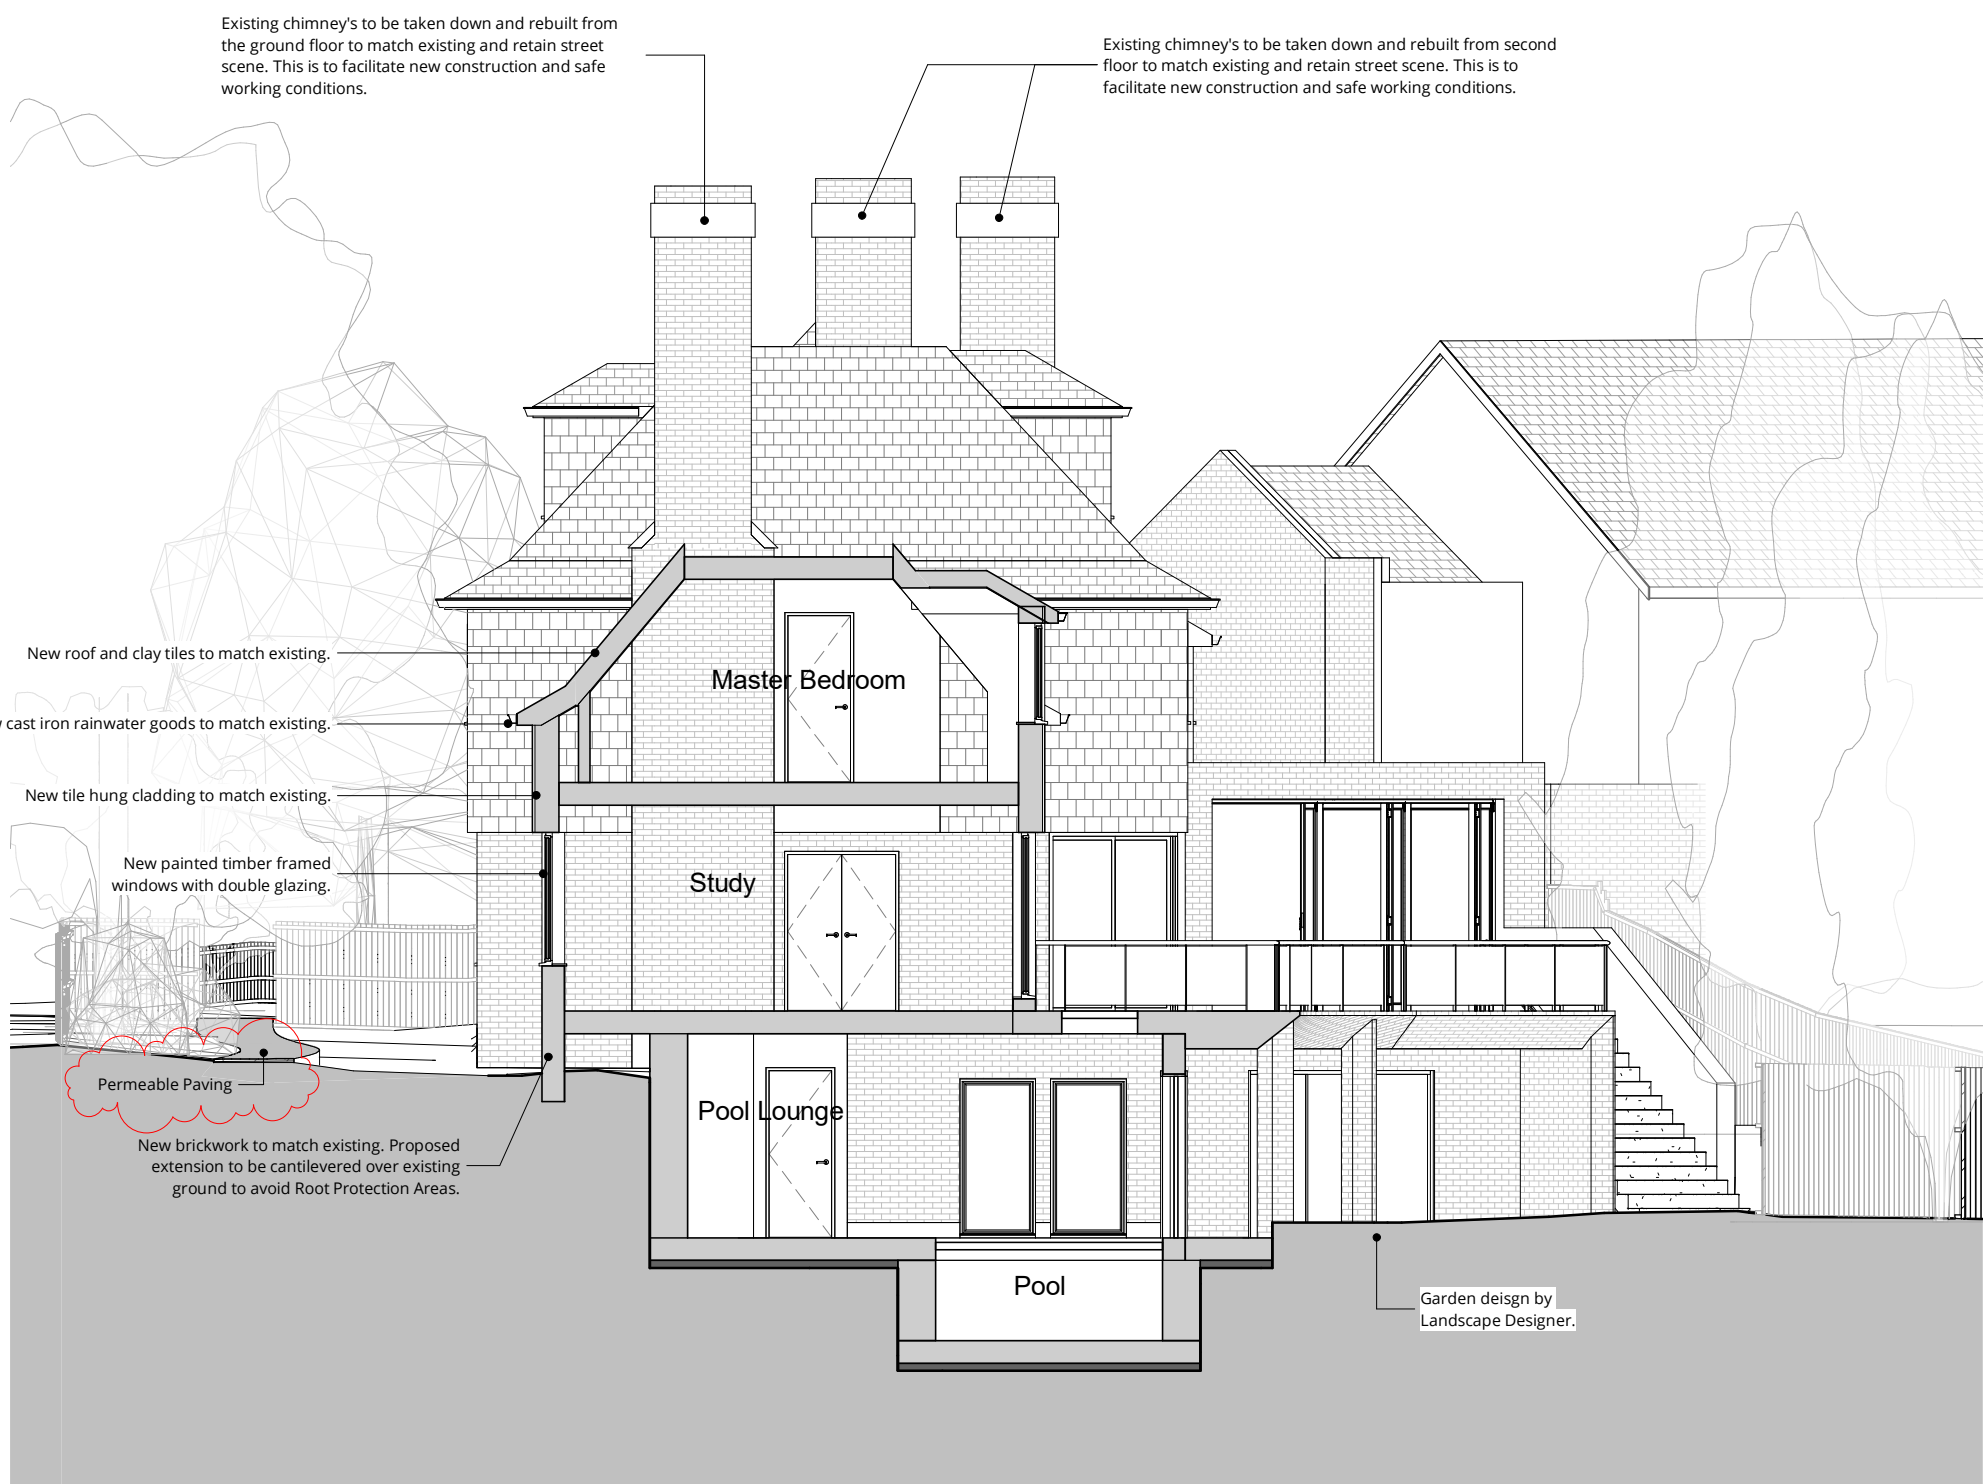 Existing chimney's to be taken down and rebuilt from
the ground floor to match existing and retain street
scene. This is to facilitate new construction and safe
working conditions.
Existing chimney's to be taken down and rebuilt from second
floor to match existing and retain street scene. This is to
facilitate new construction and safe working conditions.
New roof and clay tiles to match existing.
cast iron rainwater goods to match existing.
New tile hung cladding to match existing.
New painted timber framed
windows with double glazing.
Master Bedroom
Study
Permeable Paving
Pool Lounge
New brickwork to match existing. Proposed
extension to be cantilevered over existing
ground to avoid Root Protection Areas.
Pool
Garden deisgn by
Landscape Designer.